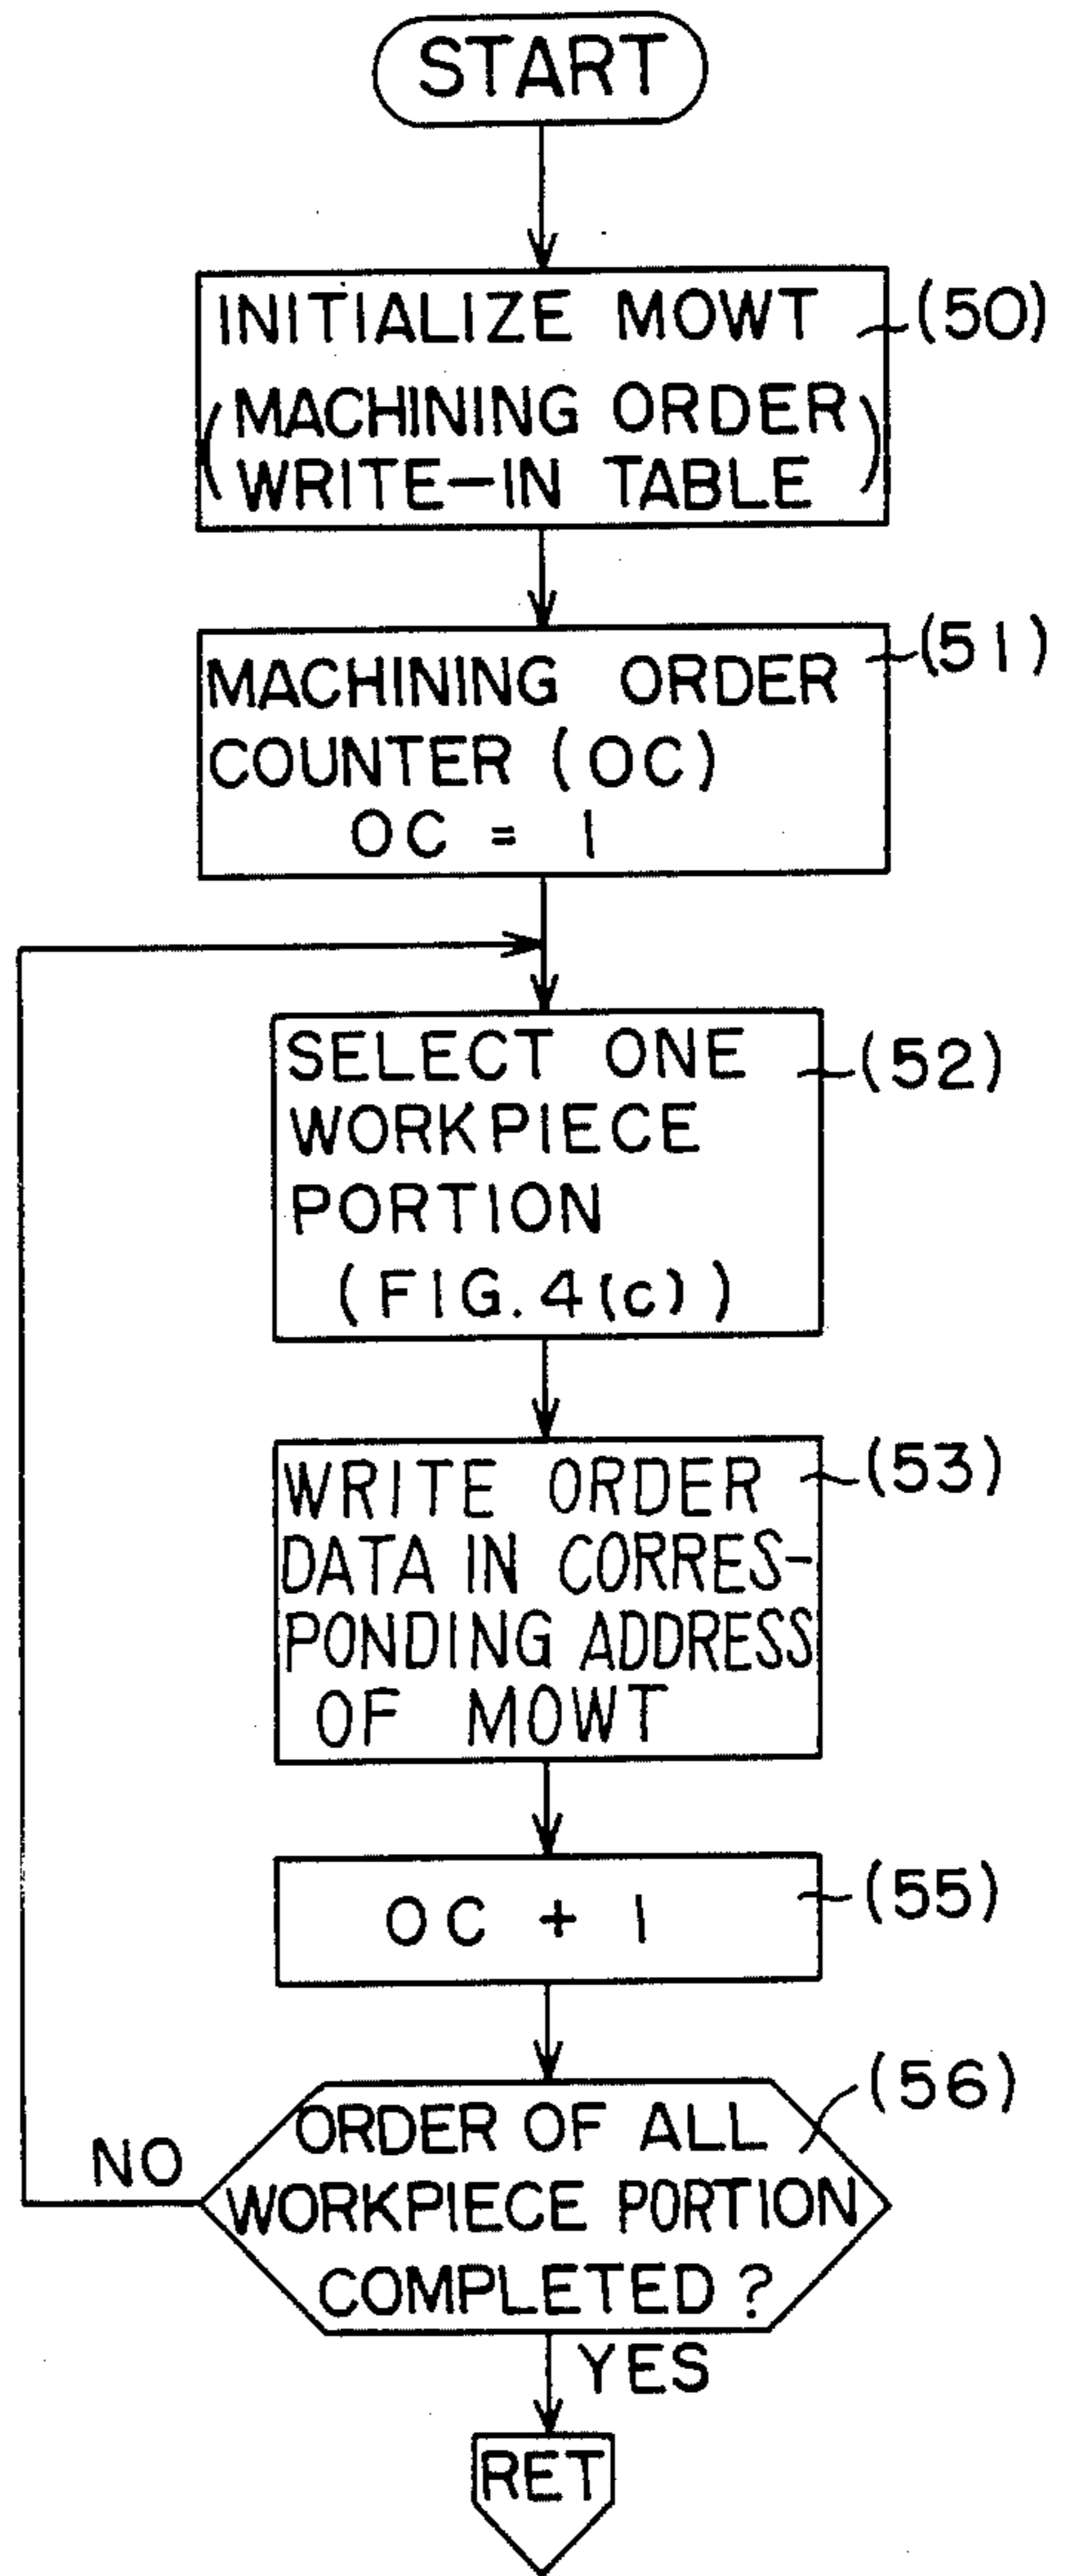 START
INITIALIZE MOWT
(MACHINING ORDER
WRITE-IN TABLE)
(50)
MACHINING ORDER
COUNTER (OC)
OC = 1
(51)
SELECT ONE
WORKPIECE
PORTION
(FIG. 4(c))
(52)
WRITE ORDER
DATA IN CORRES-
PONDING ADDRESS
OF MOWT
(53)
OC + 1
(55)
ORDER OF ALL
WORKPIECE PORTION
COMPLETED?
(56)
NO
YES
RET